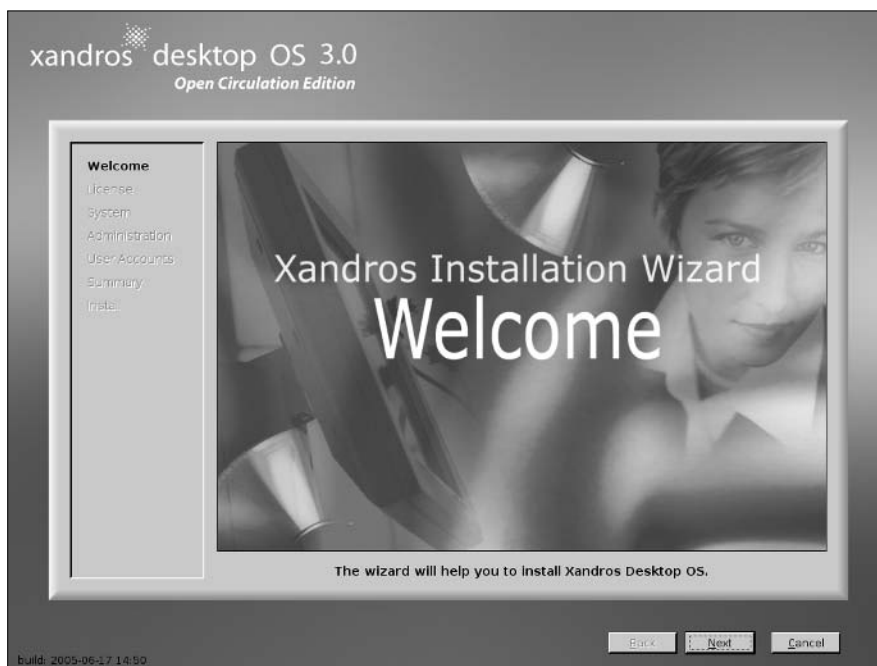 xandros desktop OS 3.0
Open Circulation Edition
Welcome
License
System
Administration
User Accounts
Summary
Install
Xandros Installation Wizard
Welcome
The wizard will help you to install Xandros Desktop OS.
Back Next Cancel
build: 2005-06-17 14:50